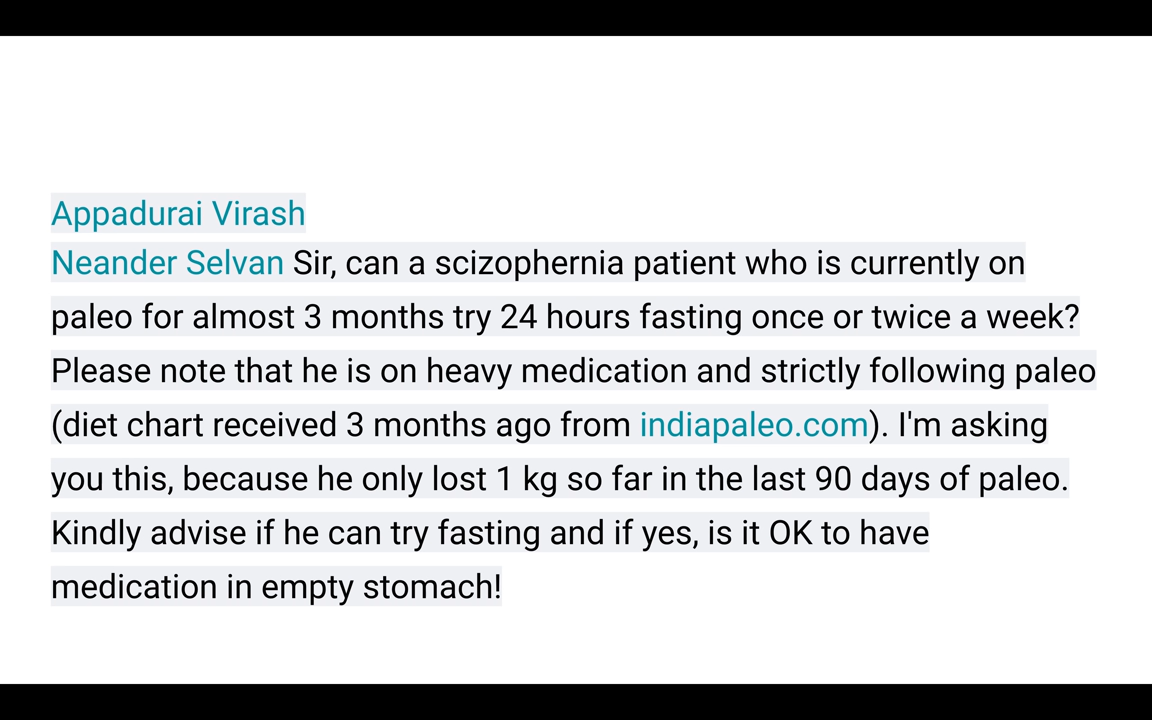 Appadurai Virash
Neander Selvan Sir, can a scizophernia patient who is currently on
paleo for almost 3 months try 24 hours fasting once or twice a week?
Please note that he is on heavy medication and strictly following paleo
(diet chart received 3 months ago from indiapaleo.com). I'm asking
you this, because he only lost 1 kg so far in the last 90 days of paleo.
Kindly advise if he can try fasting and if yes, is it OK to have
medication in empty stomach!